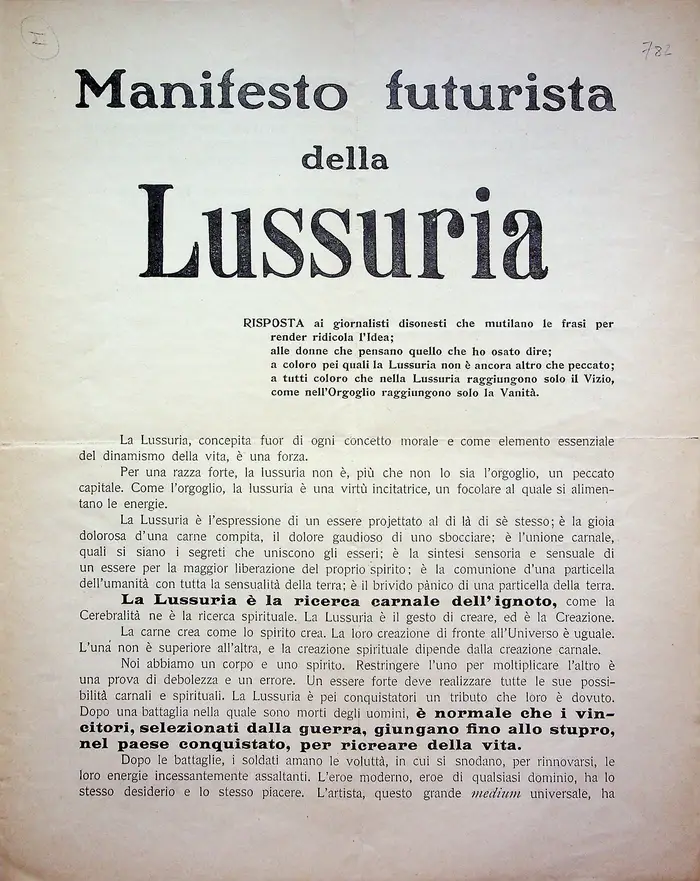 II
782
Manifesto futurista
della
Lussuria
RISPOSTA ai giornalisti disonesti che mutilano le frasi per
render ridicola l'Idea;
alle donne che pensano quello che ho osato dire;
a coloro pei quali la Lussuria non è ancora altro che peccato;
a tutti coloro che nella Lussuria raggiungono solo il Vizio,
come nell'Orgoglio raggiungono solo la Vanità.
La Lussuria, concepita fuor di ogni concetto morale e come elemento essenziale
del dinamismo della vita, è una forza.
Per una razza forte, la lussuria non è, più che non lo sia l'orgoglio, un peccato
capitale. Come l'orgoglio, la lussuria è una virtù incitatrice, un focolare al quale si alimen-
tano le energie.
La Lussuria è l'espressione di un essere projettato al di là di sè stesso; è la gioia
dolorosa d'una carne compita, il dolore gaudioso di uno sbocciare; è l'unione carnale,
quali si siano i segreti che uniscono gli esseri; è la sintesi sensoria e sensuale di
un essere per la maggior liberazione del proprio spirito; è la comunione d'una particella
dell'umanità con tutta la sensualità della terra; è il brivido pànico di una particella della terra.
La Lussuria è la ricerca carnale dell'ignoto, come la
Cerebralità ne è la ricerca spirituale. La Lussuria è il gesto di creare, ed è la Creazione.
La carne crea come lo spirito crea. La loro creazione di fronte all'Universo è uguale.
L'una non è superiore all'altra, e la creazione spirituale dipende dalla creazione carnale.
Noi abbiamo un corpo e uno spirito. Restringere l'uno per moltiplicare l'altro è
una prova di debolezza e un errore. Un essere forte deve realizzare tutte le sue possi-
bilità carnali e spirituali. La Lussuria è pei conquistatori un tributo che loro è dovuto.
Dopo una battaglia nella quale sono morti degli uomini, è normale che i vin-
citori, selezionati dalla guerra, giungano fino allo stupro,
nel paese conquistato, per ricreare della vita.
Dopo le battaglie, i soldati amano le voluttà, in cui si snodano, per rinnovarsi, le
loro energie incessantemente assaltanti. L'eroe moderno, eroe di qualsiasi dominio, ha lo
stesso desiderio e lo stesso piacere. L'artista, questo grande medium universale, ha